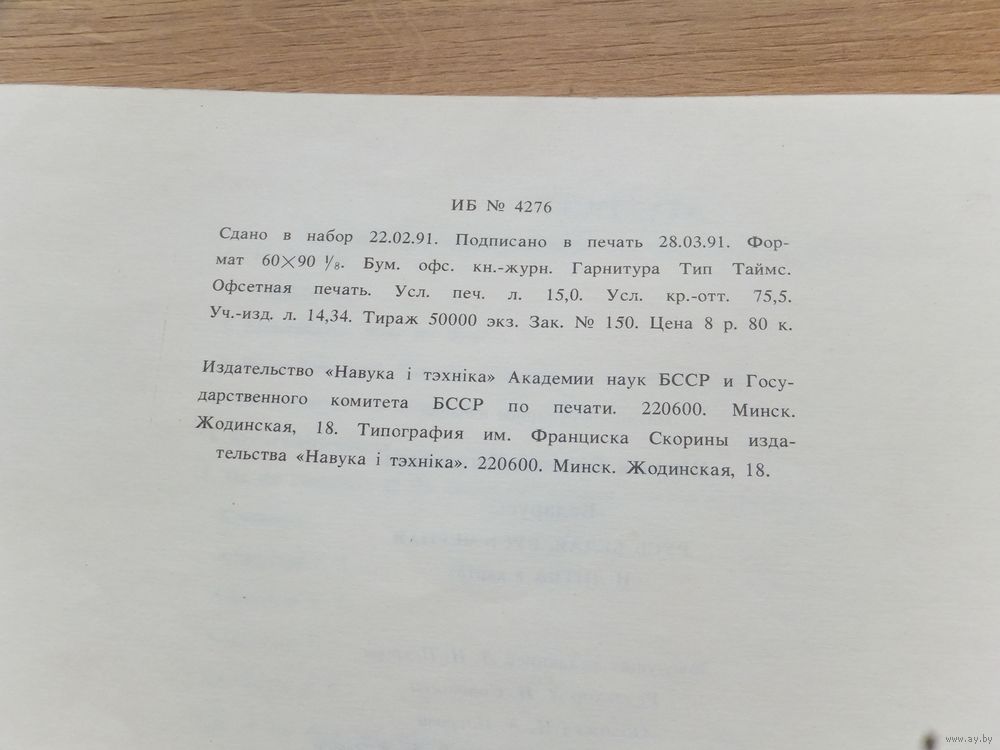 ИБ № 4276
Сдано в набор 22.02.91. Подписано в печать 28.03.91. Фор-
мат 60×90 1/8. Бум. офс. кн.-журн. Гарнитура Тип Таймс.
Офсетная печать. Усл. печ. л. 15,0. Усл. кр.-отт. 75,5.
Уч.-изд. л. 14,34. Тираж 50000 экз. Зак. № 150. Цена 8 р. 80 к.
Издательство «Навука і тэхніка» Академии наук БССР и Госу-
дарственного комитета БССР по печати. 220600. Минск.
Жодинская, 18. Типография им. Франциска Скорины изда-
тельства «Навука і тэхніка». 220600. Минск. Жодинская, 18.
www.ay.by